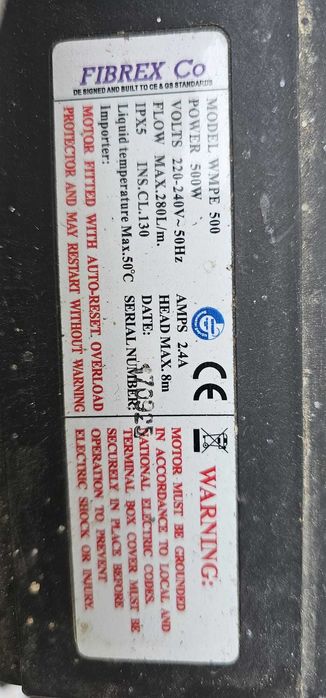 FIBREX Co
DESIGNED AND BUILT TO CE & GS STANDARDS
MODEL WMPE 500
POWER 500W
VOLTS 220-240V~50Hz AMPS 2.4A
FLOW MAX.280L/m. HEAD MAX. 8m
IPX5 INS.CL.130 DATE:
Liquid temperature Max.50°C SERIAL NUMBER:
170925
Importer:
MOTOR FITTED WITH AUTO-RESET OVERLOAD
PROTECTOR AND MAY RESTART WITHOUT WARNING
CE
WARNING:
MOTOR MUST BE GROUNDED
IN ACCORDANCE TO LOCAL AND
NATIONAL ELECTRIC CODES.
TERMINAL BOX COVER MUST BE
SECURELY IN PLACE BEFORE
OPERATION TO PREVENT
ELECTRIC SHOCK OR INJURY.